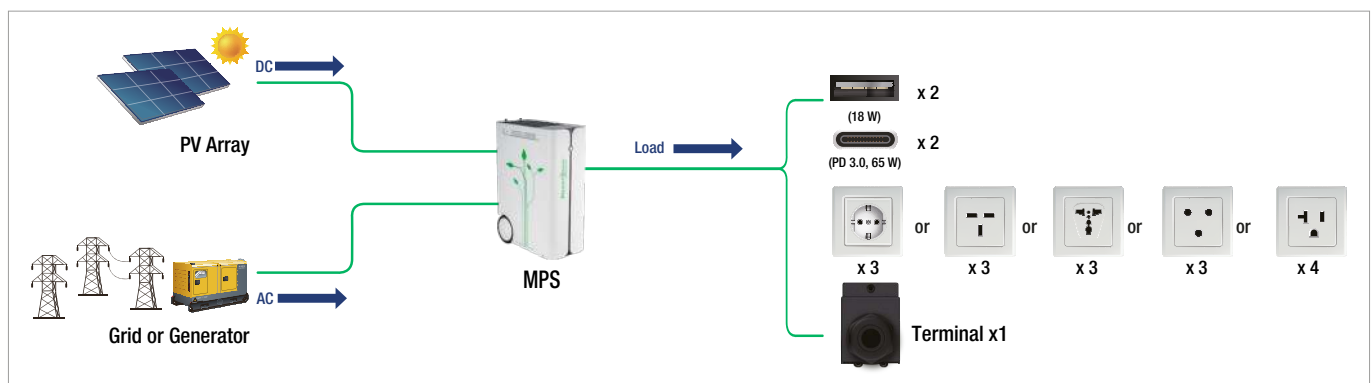 DC
PV Array
Grid or Generator
AC
MPS
Load
x 2
(18 W)
x 2
(PD 3.0, 65 W)
or
or
or
or
x 3
x 3
x 3
x 3
x 4
Terminal x1